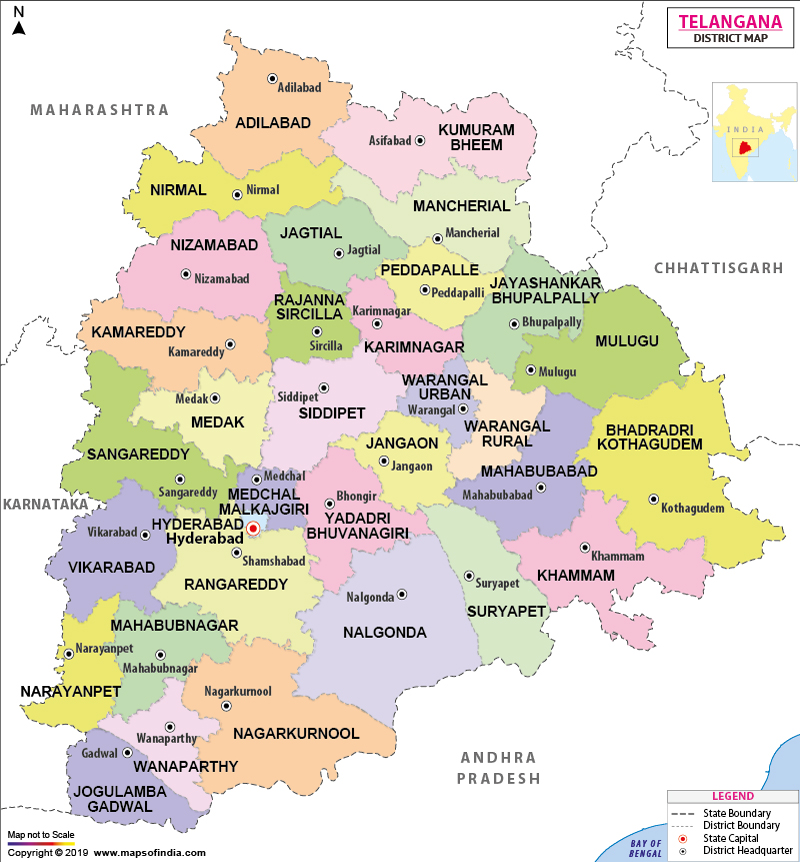 N
TELANGANA
DISTRICT MAP
INDIA
MAHARASHTRA
Adilabad
ADILABAD
Asifabad
KUMURAM
BHEEM
NIRMAL
Nirmal
MANCHERIAL
Mancherial
JAGTIAL
Jagtial
NIZAMABAD
Nizamabad
PEDDAPALLE
Peddapalli
CHHATTISGARH
JAYASHANKAR
BHUPALPALLY
Bhupalpally
RAJANNA
SIRCILLA
Sircilla
Karimnagar
KARIMNAGAR
KAMAREDDY
Kamareddy
MULUGU
Mulugu
WARANGAL
URBAN
Warangal
Siddipet
SIDDIPET
Medak
MEDAK
WARANGAL
RURAL
BHADRADRI
KOTHAGUDEM
Kothagudem
JANGAON
Jangaon
SANGAREDDY
Sangareddy
MAHABUBABAD
Mahabubabad
Medchal
MEDCHAL
MALKAJGIRI
KARNATAKA
Bhongir
YADADRI
BHUVANAGIRI
HYDERABAD
Hyderabad
Vikarabad
VIKARABAD
Shamshabad
RANGAREDDY
Khammam
KHAMMAM
Suryapet
SURYAPET
Nalgonda
NALGONDA
MAHABUBNAGAR
Mahabubnagar
Narayanpet
NARAYANPET
Nagarkurnool
NAGARKURNOOL
Wanaparthy
WANAPARTHY
Gadwal
JOGULAMBA
GADWAL
ANDHRA
PRADESH
BAY OF
BENGAL
LEGEND
State Boundary
District Boundary
State Capital
District Headquarter
Map not to Scale
Copyright © 2019 www.mapsofindia.com